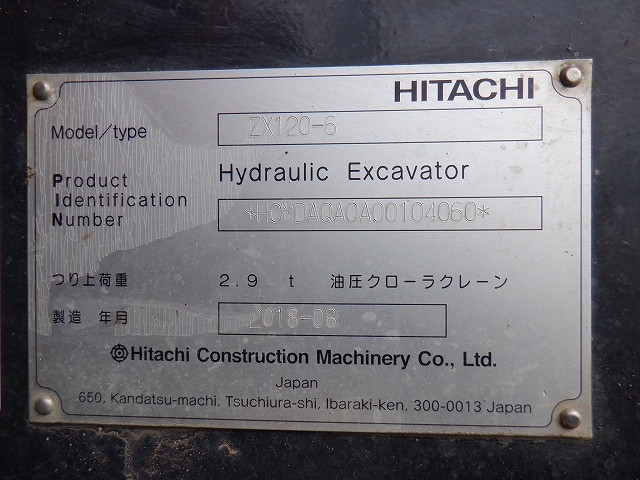 HITACHI
Model/type ZX120-6
Hydraulic Excavator
Product
Identification
Number *HCMDAQA0A00104060*
つり上荷重 2.9 t 油圧クローラクレーン
製造 年月 2018-08
Hitachi Construction Machinery Co., Ltd.
Japan
650, Kandatsu-machi, Tsuchiura-shi, Ibaraki-ken, 300-0013 Japan